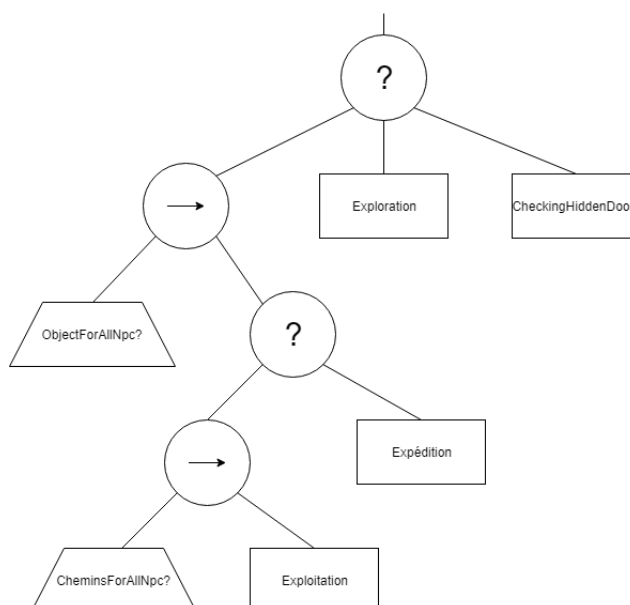 ?
→
Exploration
CheckingHiddenDoo
ObjectForAllNpc?
?
→
Expédition
CheminsForAllNpc?
Exploitation